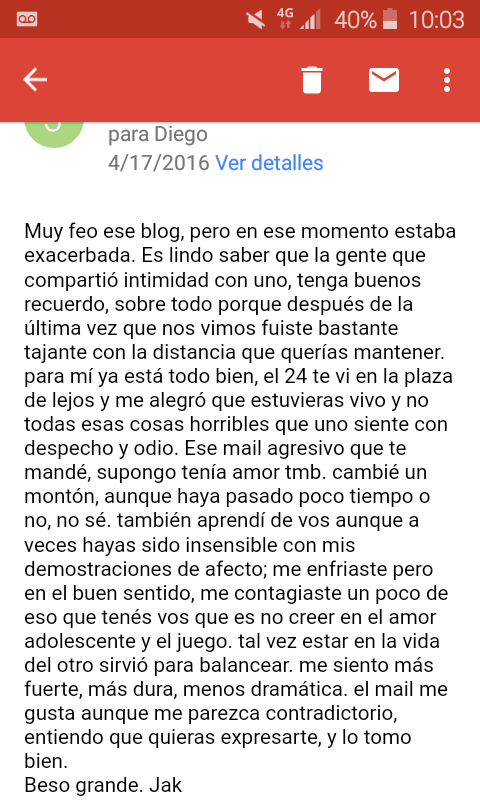 4G 40% 10:03
para Diego
4/17/2016 Ver detalles
Muy feo ese blog, pero en ese momento estaba
exacerbada. Es lindo saber que la gente que
compartió intimidad con uno, tenga buenos
recuerdo, sobre todo porque después de la
última vez que nos vimos fuiste bastante
tajante con la distancia que querías mantener.
para mí ya está todo bien, el 24 te vi en la plaza
de lejos y me alegró que estuvieras vivo y no
todas esas cosas horribles que uno siente con
despecho y odio. Ese mail agresivo que te
mandé, supongo tenía amor tmb. cambié un
montón, aunque haya pasado poco tiempo o
no, no sé. también aprendí de vos aunque a
veces hayas sido insensible con mis
demostraciones de afecto; me enfriaste pero
en el buen sentido, me contagiaste un poco de
eso que tenés vos que es no creer en el amor
adolescente y el juego. tal vez estar en la vida
del otro sirvió para balancear. me siento más
fuerte, más dura, menos dramática. el mail me
gusta aunque me parezca contradictorio,
entiendo que quieras expresarte, y lo tomo
bien.
Beso grande. Jak